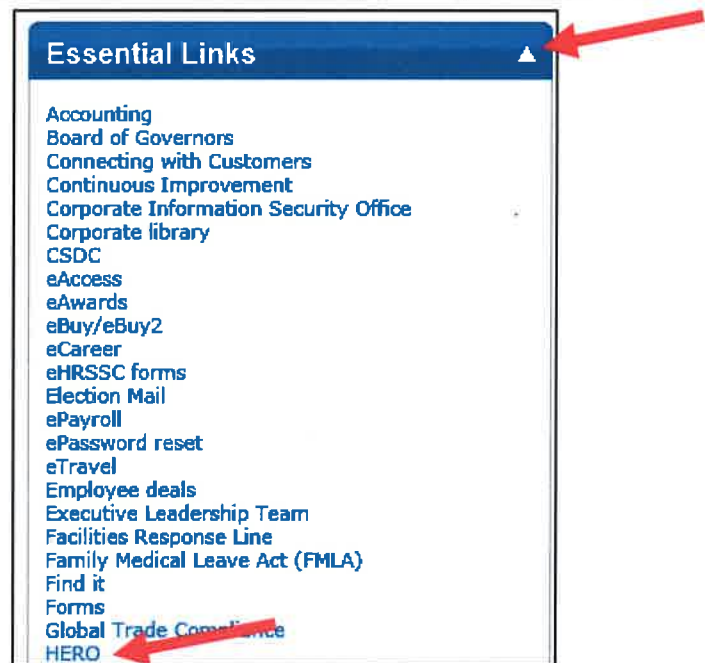 Essential Links
Accounting
Board of Governors
Connecting with Customers
Continuous Improvement
Corporate Information Security Office
Corporate library
CSDC
eAccess
eAwards
eBuy/eBuy2
eCareer
eHRSSC forms
Election Mail
ePayroll
ePassword reset
eTravel
Employee deals
Executive Leadership Team
Facilities Response Line
Family Medical Leave Act (FMLA)
Find it
Forms
Global Trade Compliance
HERO